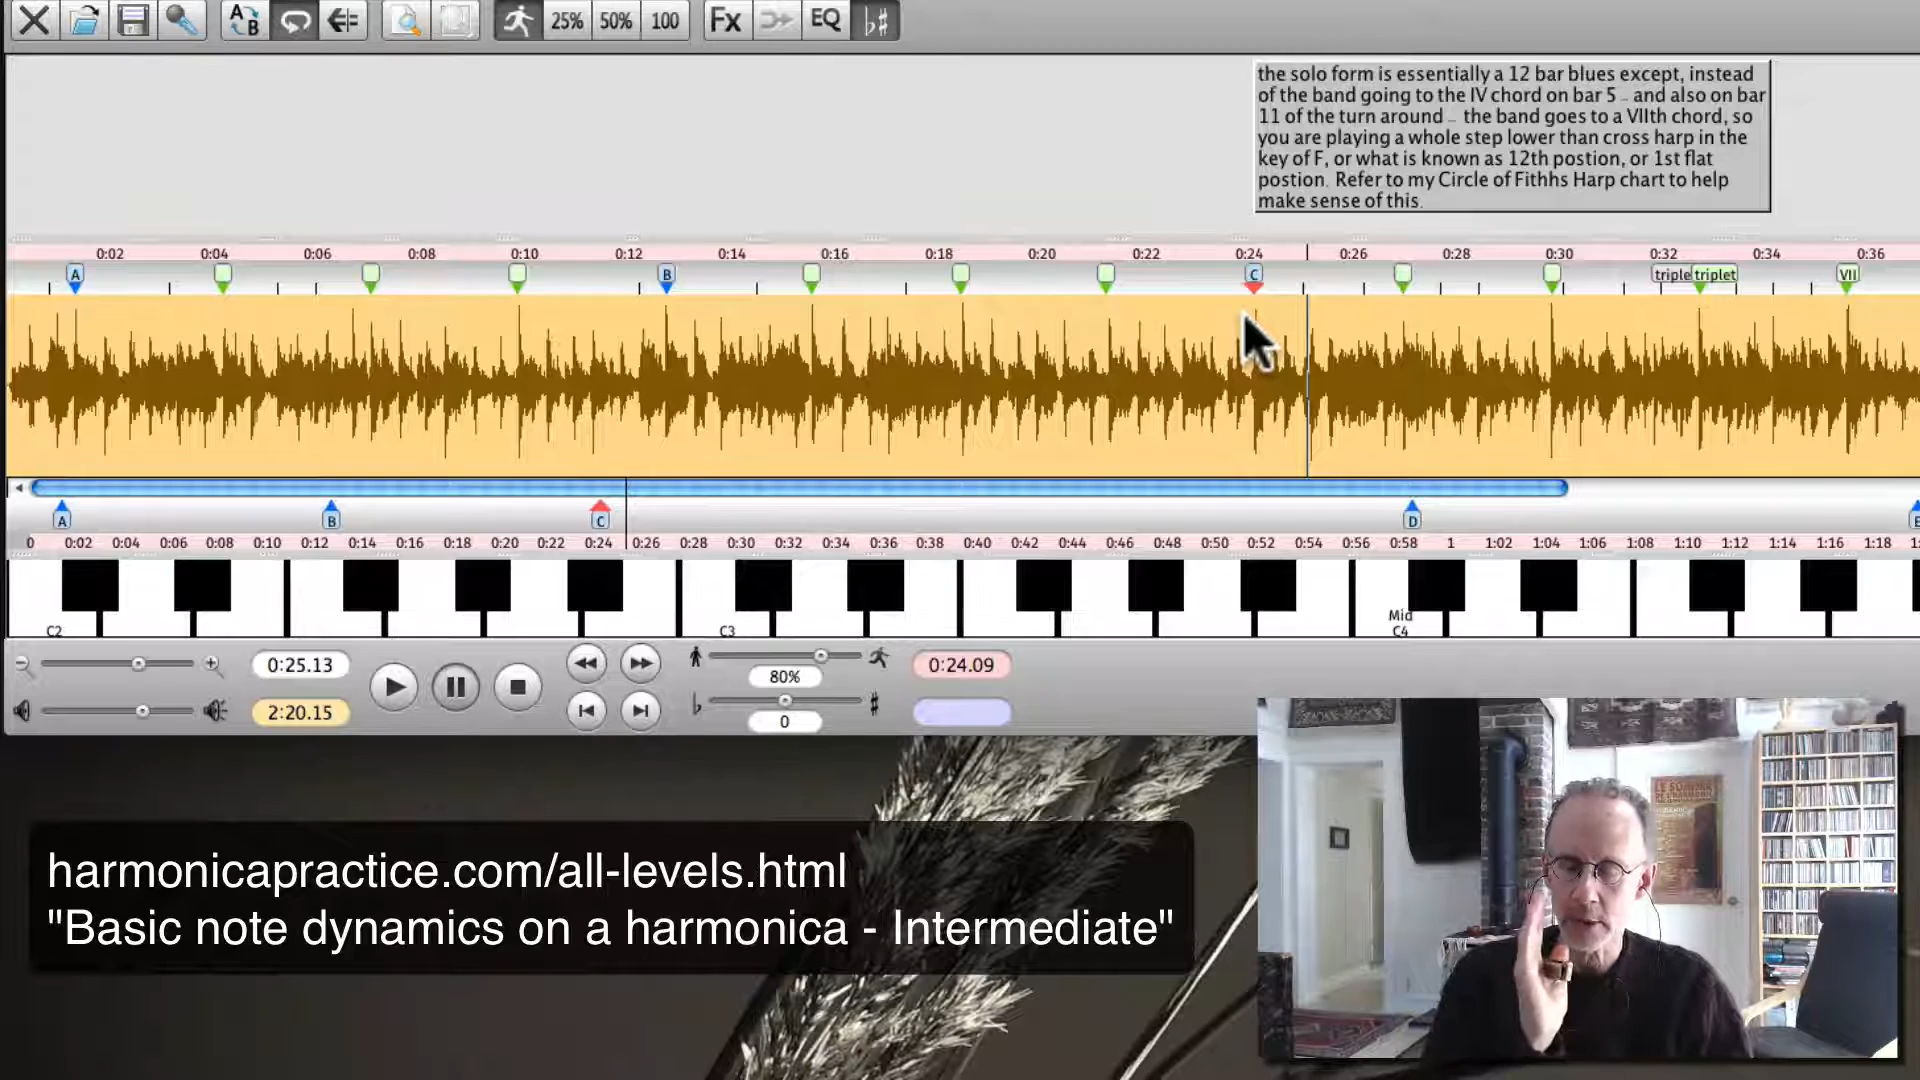 A B 25% 50% 100 Fx EQ ♭♯
the solo form is essentially a 12 bar blues except, instead
of the band going to the IV chord on bar 5 - and also on bar
11 of the turn around - the band goes to a VIIth chord, so
you are playing a whole step lower than cross harp in the
key of F, or what is known as 12th postion, or 1st flat
postion. Refer to my Circle of Fithhs Harp chart to help
make sense of this.
0:02 0:04 0:06 0:08 0:10 0:12 0:14 0:16 0:18 0:20 0:22 0:24 0:26 0:28 0:30 0:32 0:34 0:36
A B C triple triplet VII
A B C D E
0 0:02 0:04 0:06 0:08 0:10 0:12 0:14 0:16 0:18 0:20 0:22 0:24 0:26 0:28 0:30 0:32 0:34 0:36 0:38 0:40 0:42 0:44 0:46 0:48 0:50 0:52 0:54 0:56 0:58 1 1:02 1:04 1:06 1:08 1:10 1:12 1:14 1:16 1:18
C2 C3 Mid
C4
0:25.13 80% 0:24.09
2:20.15 ♭ 0 ♯
harmonicapractice.com/all-levels.html
"Basic note dynamics on a harmonica - Intermediate"